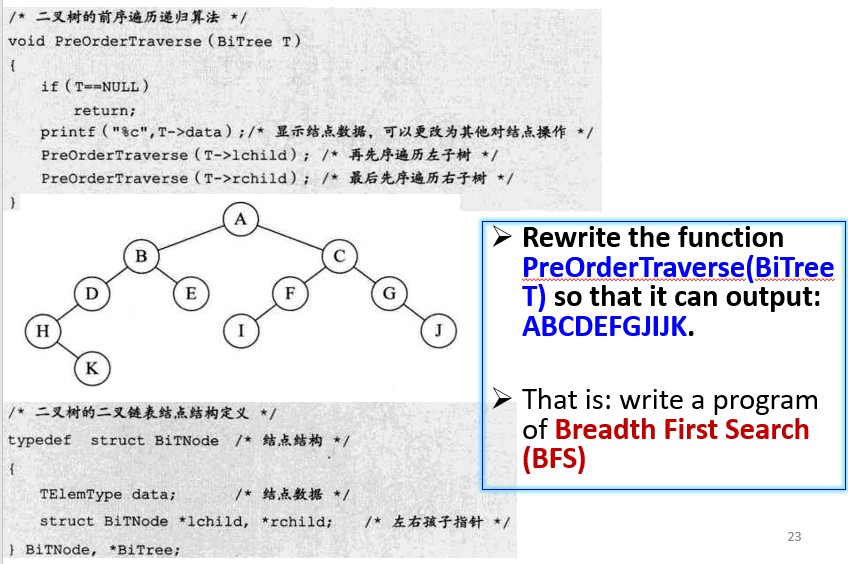 /* 二叉树的前序遍历递归算法 */
void PreOrderTraverse(BiTree T)
{
if(T==NULL)
return;
printf("%c",T->data);/* 显示结点数据，可以更改为其他对结点操作 */
PreOrderTraverse(T->lchild); /* 再先序遍历左子树 */
PreOrderTraverse(T->rchild); /* 最后先序遍历右子树 */
}
A
B C
D E F G
H I J
K
/* 二叉树的二叉链表结点结构定义 */
typedef struct BiTNode /* 结点结构 */
{
TElemType data; /* 结点数据 */
struct BiTNode *lchild, *rchild; /* 左右孩子指针 */
} BiTNode, *BiTree;
➢ Rewrite the function
PreOrderTraverse(BiTree
T) so that it can output:
ABCDEFGJIJK.
➢ That is: write a program
of Breadth First Search
(BFS)
23